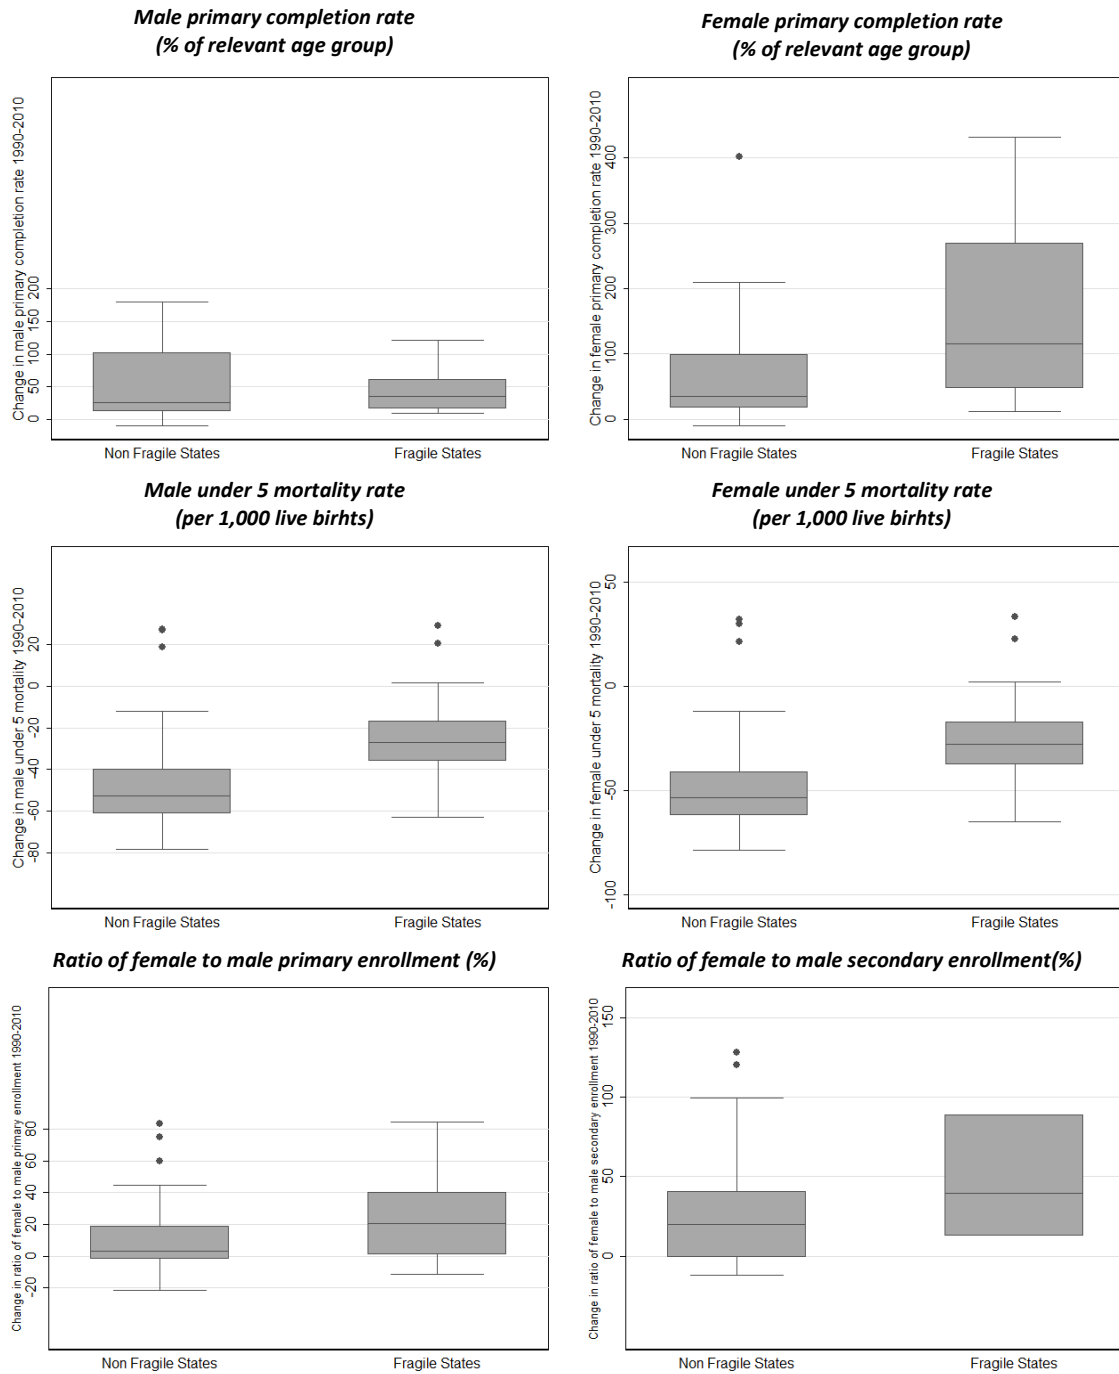 Male primary completion rate
(% of relevant age group)
Change in male primary completion rate 1990-2010
200
150
100
50
0
Non Fragile States
Fragile States
Female primary completion rate
(% of relevant age group)
Change in female primary completion rate 1990-2010
400
300
200
100
0
Non Fragile States
Fragile States
Male under 5 mortality rate
(per 1,000 live birhts)
Change in male under 5 mortality 1990-2010
20
0
-20
-40
-60
-80
Non Fragile States
Fragile States
Female under 5 mortality rate
(per 1,000 live birhts)
Change in female under 5 mortality 1990-2010
50
0
-50
-100
Non Fragile States
Fragile States
Ratio of female to male primary enrollment (%)
Change in ratio of female to male primary enrollment 1990-2010
80
60
40
20
0
-20
Non Fragile States
Fragile States
Ratio of female to male secondary enrollment(%)
Change in ratio of female to male secondary enrollment 1990-2010
150
100
50
0
Non Fragile States
Fragile States